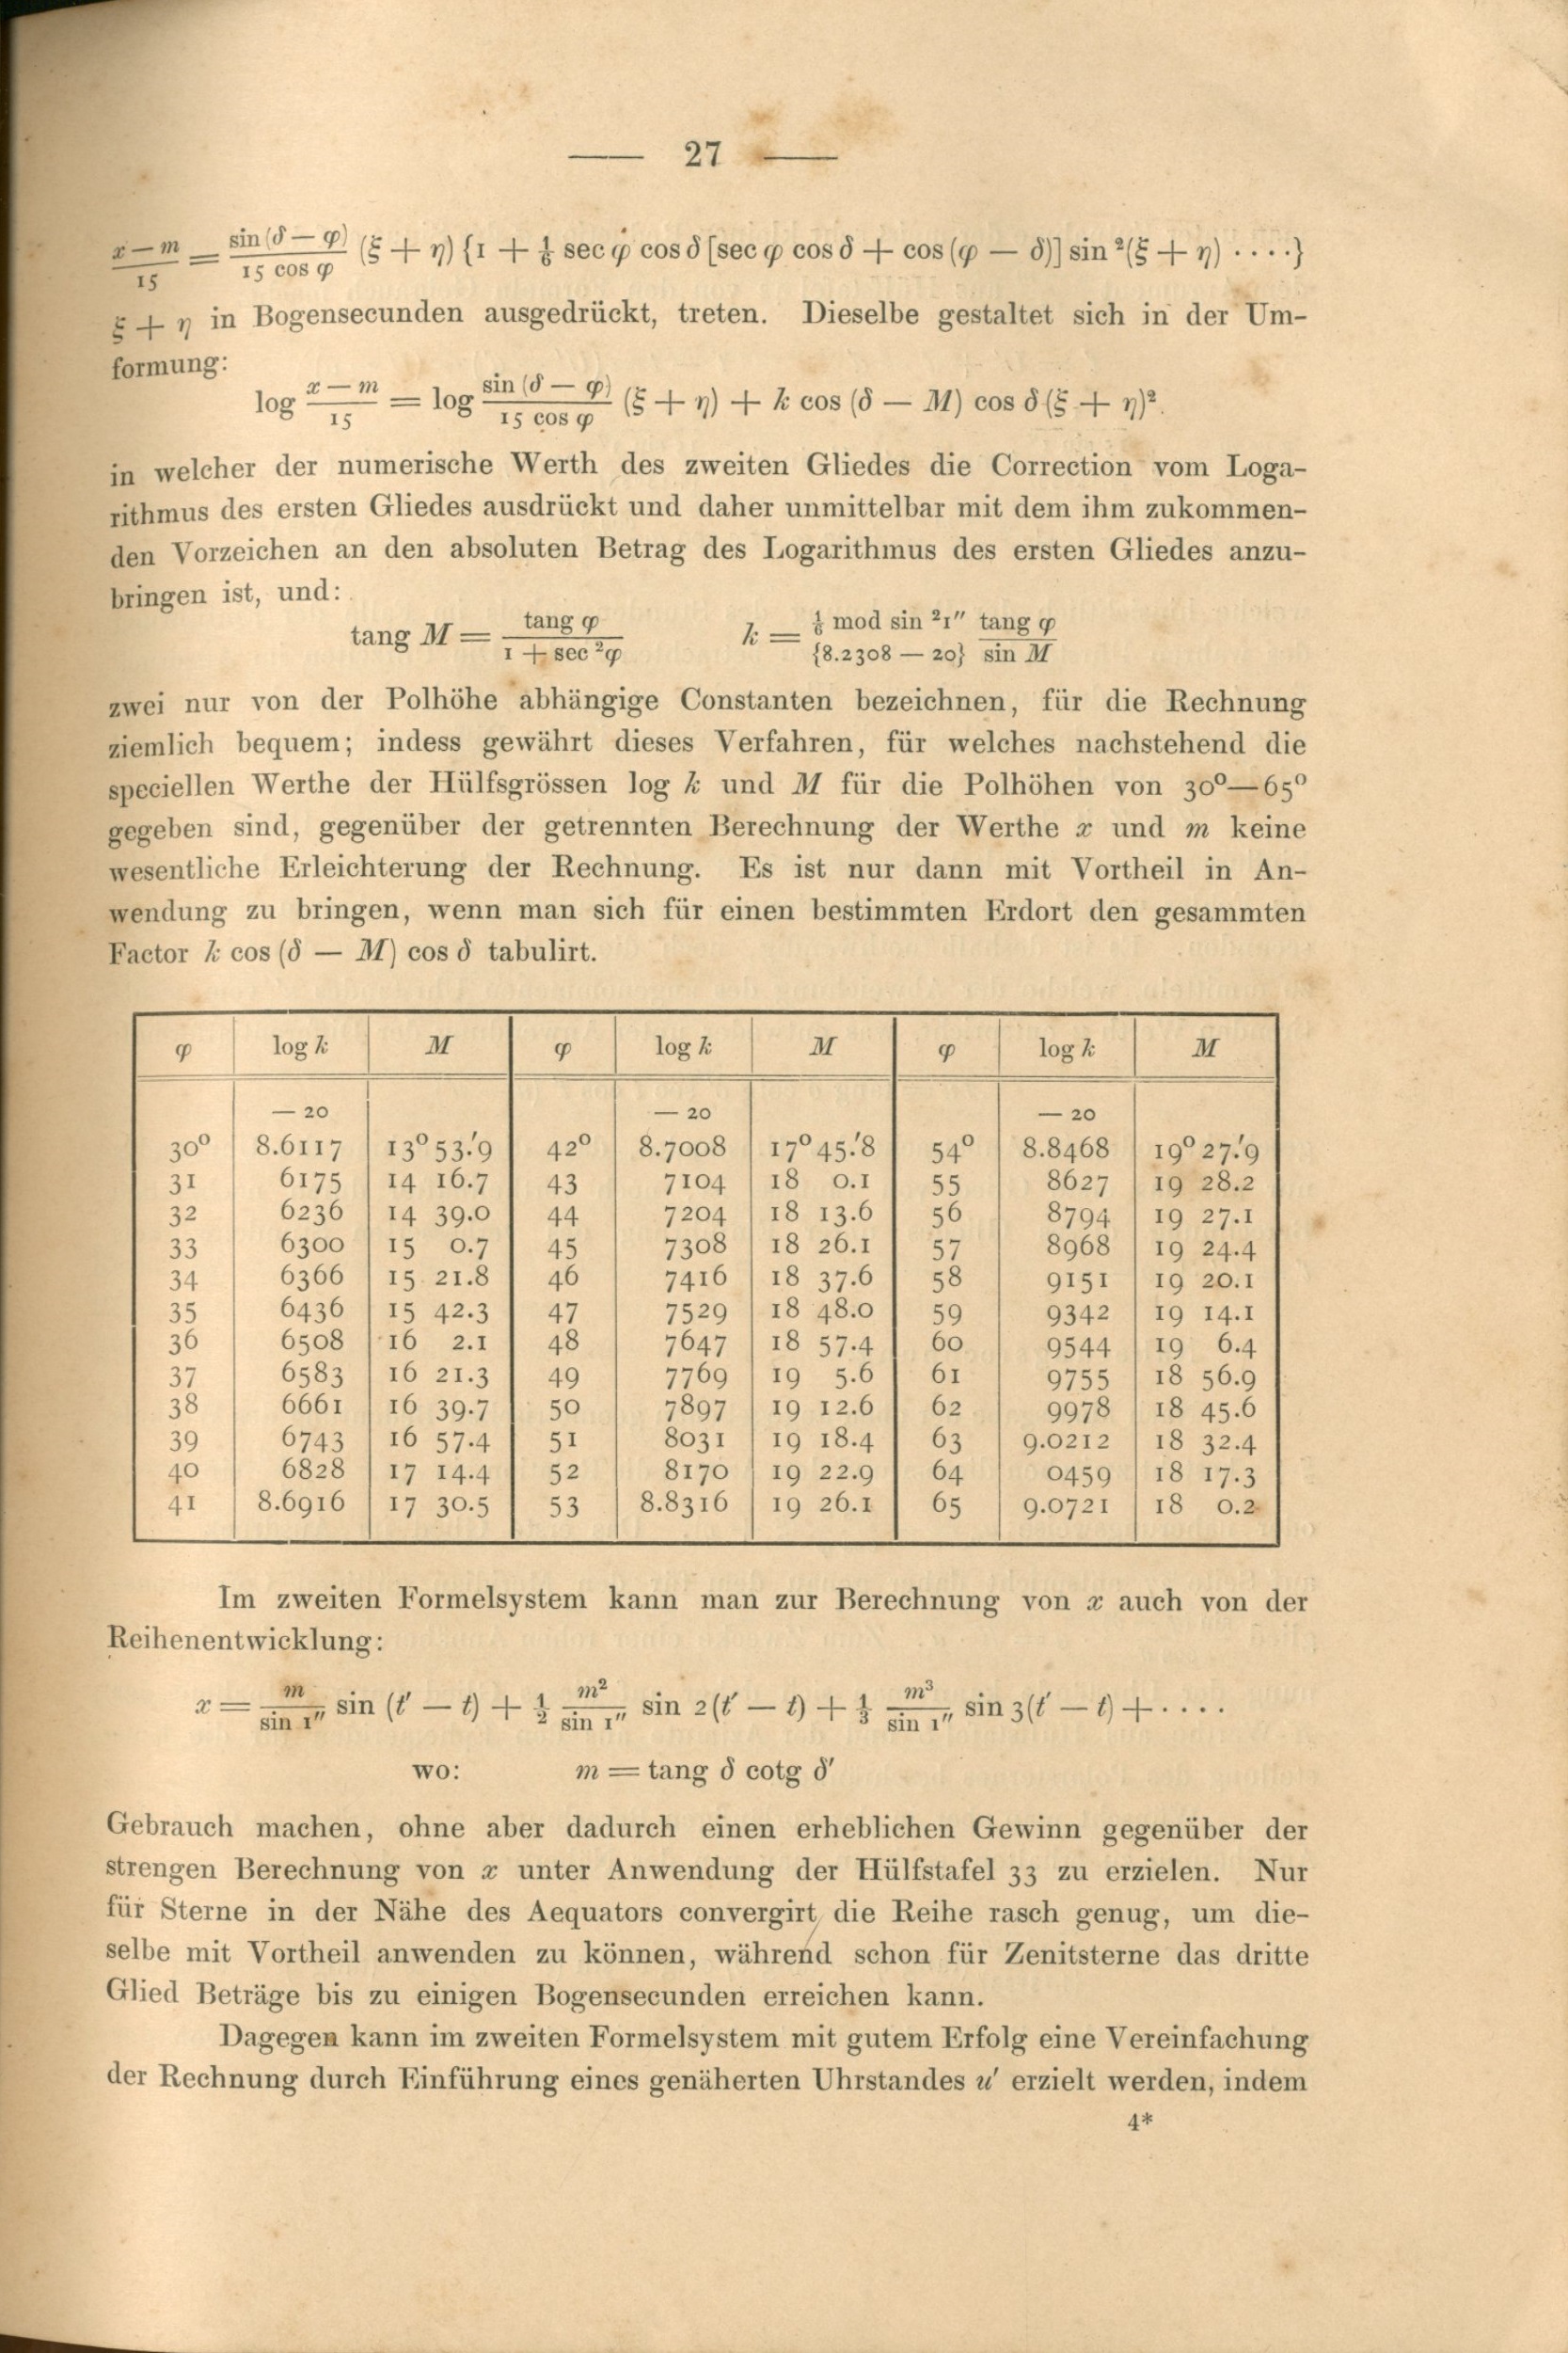 — 27 —
(x — m)/15 = sin (δ — φ)/(15 cos φ) (ξ + η) {1 + 1/6 sec φ cos δ [sec φ cos δ + cos (φ — δ)] sin ²(ξ + η) ····}
ξ + η in Bogensecunden ausgedrückt, treten. Dieselbe gestaltet sich in der Um-
formung:
log (x — m)/15 = log sin (δ — φ)/(15 cos φ) (ξ + η) + k cos (δ — M) cos δ (ξ + η)².
in welcher der numerische Werth des zweiten Gliedes die Correction vom Loga-
rithmus des ersten Gliedes ausdrückt und daher unmittelbar mit dem ihm zukommen-
den Vorzeichen an den absoluten Betrag des Logarithmus des ersten Gliedes anzu-
bringen ist, und:
tang M = tang φ/(1 + sec ²φ) k = 1/6 mod sin ²1″ {8.2308 — 20} tang φ/sin M
zwei nur von der Polhöhe abhängige Constanten bezeichnen, für die Rechnung
ziemlich bequem; indess gewährt dieses Verfahren, für welches nachstehend die
speciellen Werthe der Hülfsgrössen log k und M für die Polhöhen von 30⁰—65⁰
gegeben sind, gegenüber der getrennten Berechnung der Werthe x und m keine
wesentliche Erleichterung der Rechnung. Es ist nur dann mit Vortheil in An-
wendung zu bringen, wenn man sich für einen bestimmten Erdort den gesammten
Factor k cos (δ — M) cos δ tabulirt.
φ log k M φ log k M φ log k M
— 20 — 20 — 20
30⁰ 8.6117 13⁰ 53.′9 42⁰ 8.7008 17⁰ 45.′8 54⁰ 8.8468 19⁰ 27.′9
31 6175 14 16.7 43 7104 18 0.1 55 8627 19 28.2
32 6236 14 39.0 44 7204 18 13.6 56 8794 19 27.1
33 6300 15 0.7 45 7308 18 26.1 57 8968 19 24.4
34 6366 15 21.8 46 7416 18 37.6 58 9151 19 20.1
35 6436 15 42.3 47 7529 18 48.0 59 9342 19 14.1
36 6508 16 2.1 48 7647 18 57.4 60 9544 19 6.4
37 6583 16 21.3 49 7769 19 5.6 61 9755 18 56.9
38 6661 16 39.7 50 7897 19 12.6 62 9978 18 45.6
39 6743 16 57.4 51 8031 19 18.4 63 9.0212 18 32.4
40 6828 17 14.4 52 8170 19 22.9 64 0459 18 17.3
41 8.6916 17 30.5 53 8.8316 19 26.1 65 9.0721 18 0.2
Im zweiten Formelsystem kann man zur Berechnung von x auch von der
Reihenentwicklung:
x = m/sin 1″ sin (t′ — t) + 1/2 m²/sin 1″ sin 2 (t′ — t) + 1/3 m³/sin 1″ sin 3 (t′ — t) + ····
wo: m = tang δ cotg δ′
Gebrauch machen, ohne aber dadurch einen erheblichen Gewinn gegenüber der
strengen Berechnung von x unter Anwendung der Hülfstafel 33 zu erzielen. Nur
für Sterne in der Nähe des Aequators convergirt die Reihe rasch genug, um die-
selbe mit Vortheil anwenden zu können, während schon für Zenitsterne das dritte
Glied Beträge bis zu einigen Bogensecunden erreichen kann.
Dagegen kann im zweiten Formelsystem mit gutem Erfolg eine Vereinfachung
der Rechnung durch Einführung eines genäherten Uhrstandes u′ erzielt werden, indem
4*